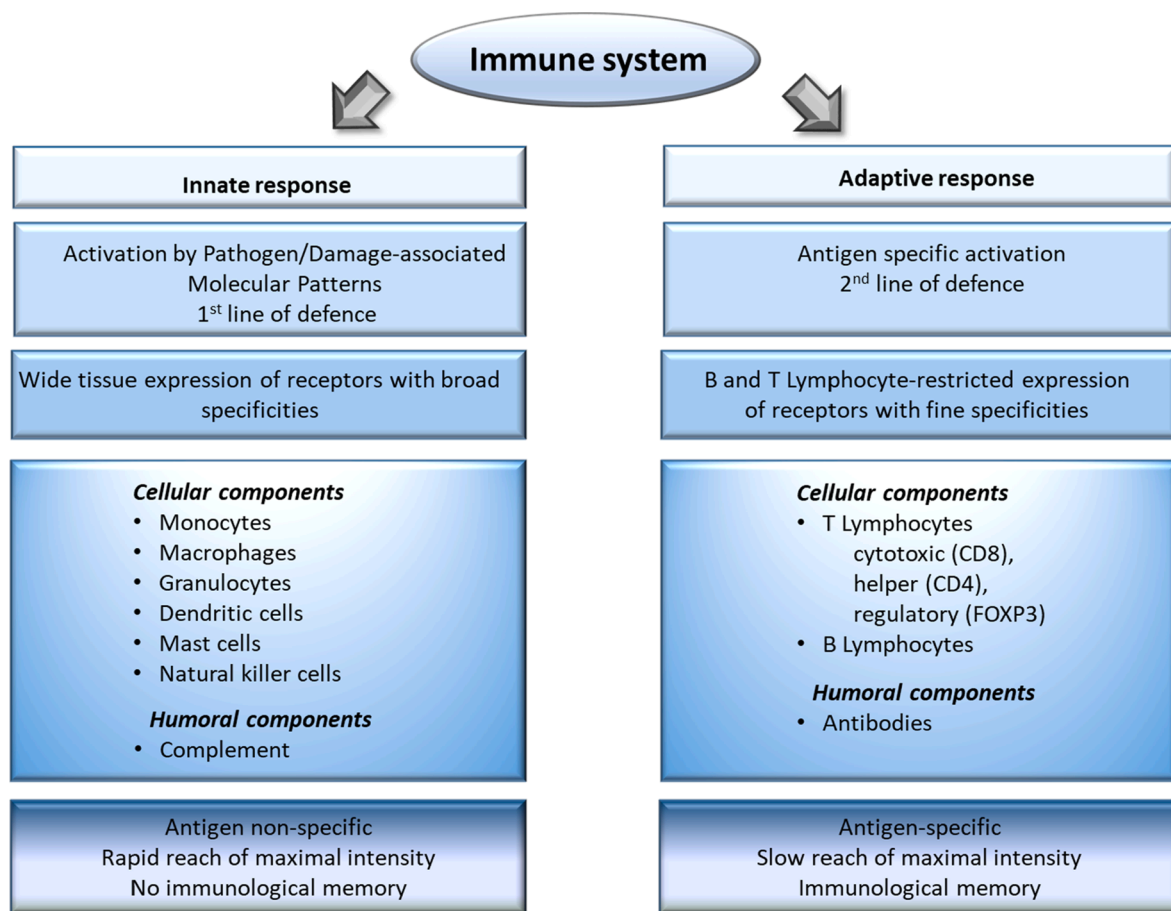 Immune system
Innate response
Activation by Pathogen/Damage-associated
Molecular Patterns
1st line of defence
Wide tissue expression of receptors with broad
specificities
Cellular components
• Monocytes
• Macrophages
• Granulocytes
• Dendritic cells
• Mast cells
• Natural killer cells
Humoral components
• Complement
Antigen non-specific
Rapid reach of maximal intensity
No immunological memory
Adaptive response
Antigen specific activation
2nd line of defence
B and T Lymphocyte-restricted expression
of receptors with fine specificities
Cellular components
• T Lymphocytes
cytotoxic (CD8),
helper (CD4),
regulatory (FOXP3)
• B Lymphocytes
Humoral components
• Antibodies
Antigen-specific
Slow reach of maximal intensity
Immunological memory